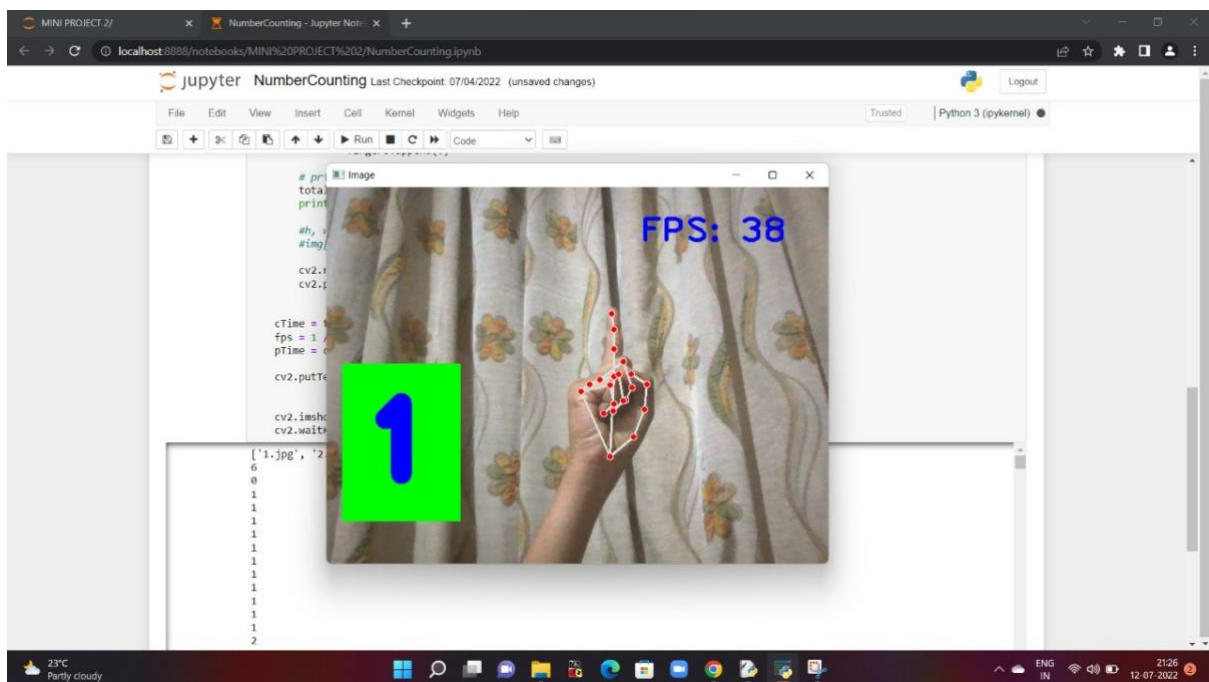 MINI PROJECT 2/
NumberCounting - Jupyter Note
localhost:8888/notebooks/MINI%20PROJECT%202/NumberCounting.ipynb
jupyter NumberCounting Last Checkpoint: 07/04/2022 (unsaved changes)
Logout
File Edit View Insert Cell Kernel Widgets Help
Trusted
Python 3 (ipykernel)
Run
Code
# pri
total
print
#h, w
#img[
cv2.r
cv2.p
cTime = t
fps = 1 /
pTime = c
cv2.putTe
cv2.imsho
cv2.waitK
Image
FPS: 38
1
['1.jpg', '2.
6
0
1
1
1
1
1
1
1
1
1
1
1
2
23°C
Partly cloudy
ENG
IN
21:26
12-07-2022
2